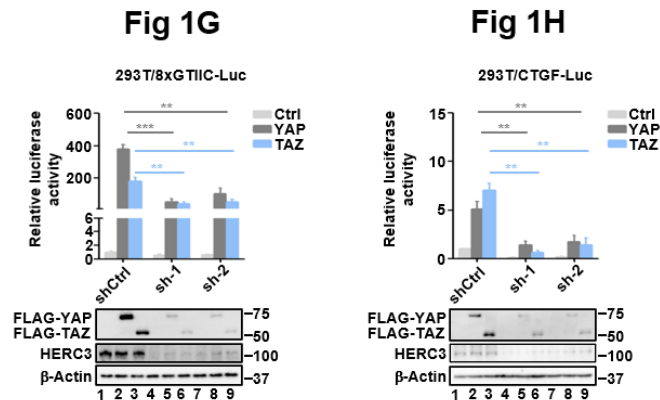 Fig 1G
293T/8xGTIIC-Luc
Relative luciferase
activity
600
400
200
6
4
2
0
Ctrl
YAP
TAZ
**
***
**
**
shCtrl
sh-1
sh-2
FLAG-YAP
FLAG-TAZ
HERC3
β-Actin
–75
–50
–100
–37
1 2 3 4 5 6 7 8 9
Fig 1H
293T/CTGF-Luc
Relative luciferase
activity
15
10
5
0
Ctrl
YAP
TAZ
**
**
**
**
shCtrl
sh-1
sh-2
FLAG-YAP
FLAG-TAZ
HERC3
β-Actin
–75
–50
–100
–37
1 2 3 4 5 6 7 8 9